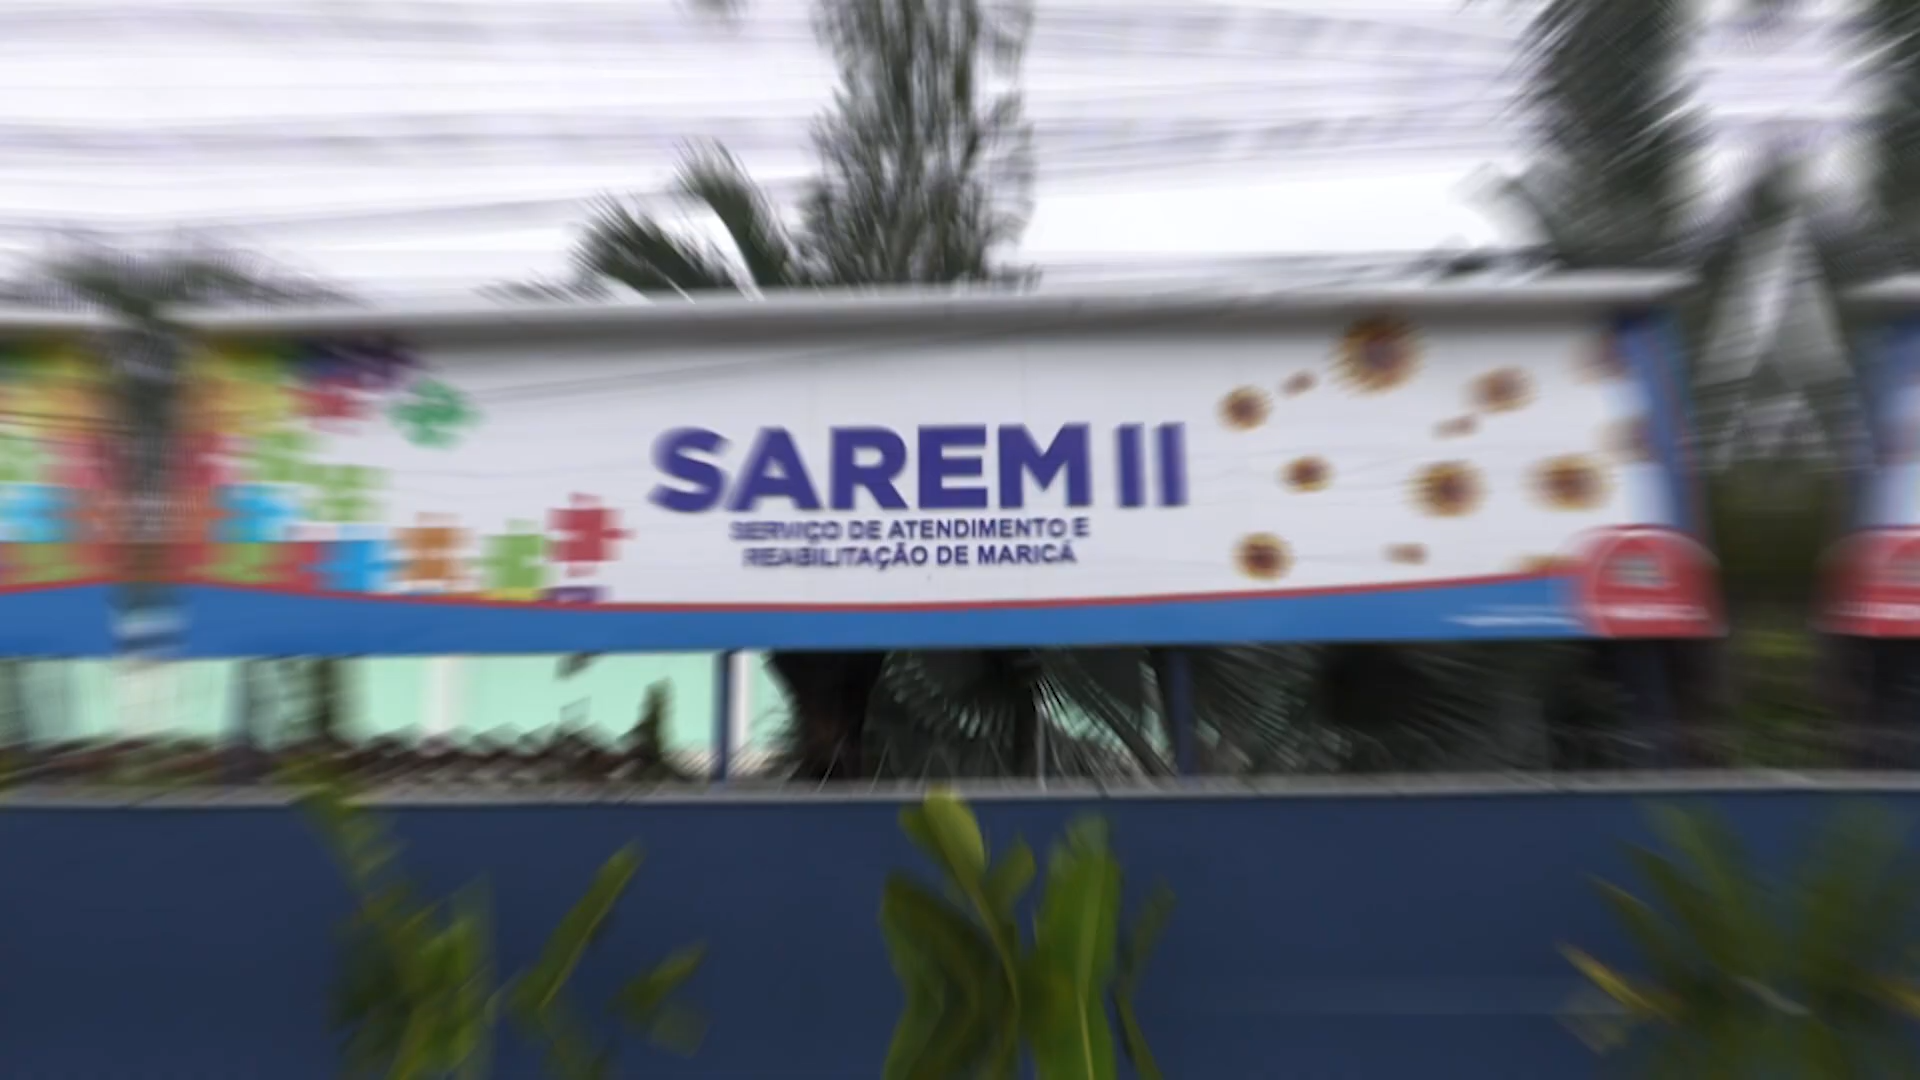 SAREM II
SERVIÇO DE ATENDIMENTO E
REABILITAÇÃO DE MARICÁ